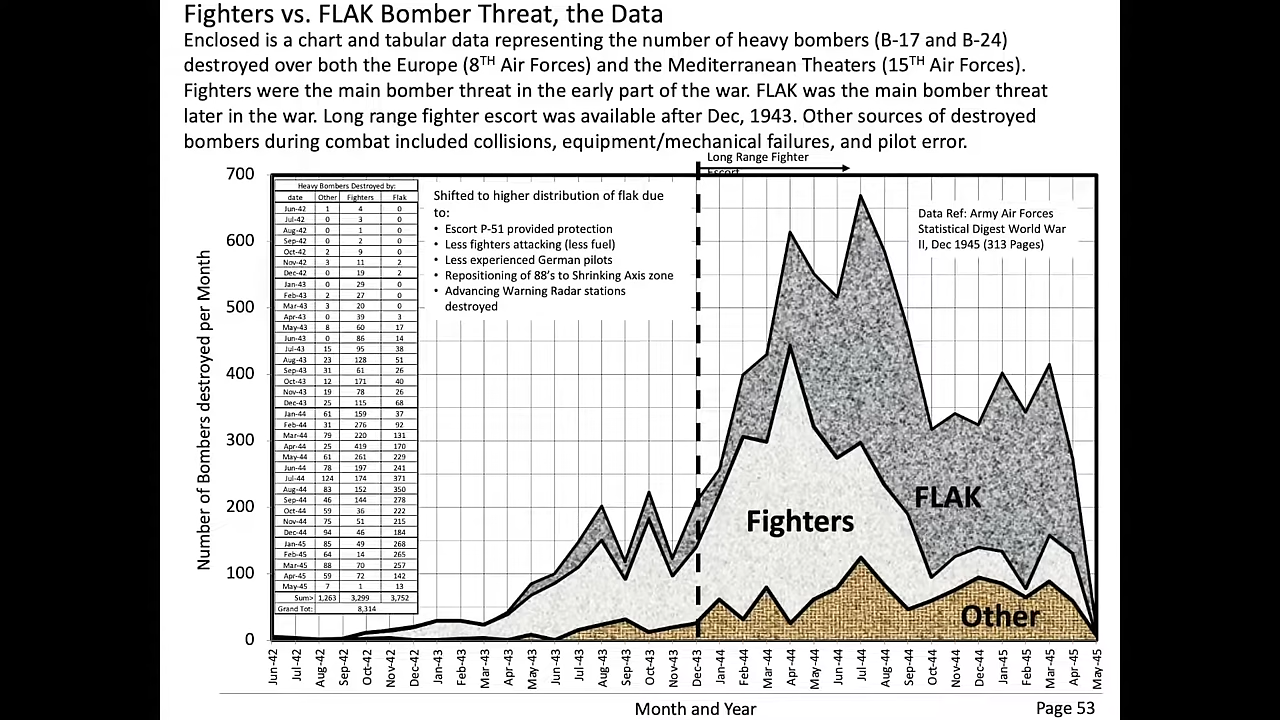 Fighters vs. FLAK Bomber Threat, the Data
Enclosed is a chart and tabular data representing the number of heavy bombers (B-17 and B-24)
destroyed over both the Europe (8TH Air Forces) and the Mediterranean Theaters (15TH Air Forces).
Fighters were the main bomber threat in the early part of the war. FLAK was the main bomber threat
later in the war. Long range fighter escort was available after Dec, 1943. Other sources of destroyed
bombers during combat included collisions, equipment/mechanical failures, and pilot error.
Long Range Fighter
Escort
Number of Bombers destroyed per Month
700
600
500
400
300
200
100
0
Heavy Bombers Destroyed by:
date Other Fighters Flak
Jun-42 1 4 0
Jul-42 0 3 0
Aug-42 0 1 0
Sep-42 0 2 0
Oct-42 2 9 0
Nov-42 3 11 2
Dec-42 0 19 2
Jan-43 0 29 0
Feb-43 2 27 0
Mar-43 3 20 0
Apr-43 0 39 3
May-43 8 60 17
Jun-43 0 86 14
Jul-43 15 95 38
Aug-43 23 128 51
Sep-43 31 61 26
Oct-43 12 171 40
Nov-43 19 78 26
Dec-43 25 115 68
Jan-44 61 159 37
Feb-44 31 276 92
Mar-44 79 220 131
Apr-44 25 419 170
May-44 61 261 229
Jun-44 78 197 241
Jul-44 124 174 371
Aug-44 83 152 350
Sep-44 46 144 278
Oct-44 59 36 222
Nov-44 75 51 215
Dec-44 94 46 184
Jan-45 85 49 268
Feb-45 64 14 265
Mar-45 88 70 257
Apr-45 59 72 142
May-45 7 1 13
Sum> 1,263 3,299 3,752
Grand Tot: 8,314
Shifted to higher distribution of flak due
to:
• Escort P-51 provided protection
• Less fighters attacking (less fuel)
• Less experienced German pilots
• Repositioning of 88's to Shrinking Axis zone
• Advancing Warning Radar stations
destroyed
Data Ref: Army Air Forces
Statistical Digest World War
II, Dec 1945 (313 Pages)
FLAK
Fighters
Other
Jun-42 Jul-42 Aug-42 Sep-42 Oct-42 Nov-42 Dec-42 Jan-43 Feb-43 Mar-43 Apr-43 May-43 Jun-43 Jul-43 Aug-43 Sep-43 Oct-43 Nov-43 Dec-43 Jan-44 Feb-44 Mar-44 Apr-44 May-44 Jun-44 Jul-44 Aug-44 Sep-44 Oct-44 Nov-44 Dec-44 Jan-45 Feb-45 Mar-45 Apr-45 May-45
Month and Year
Page 53